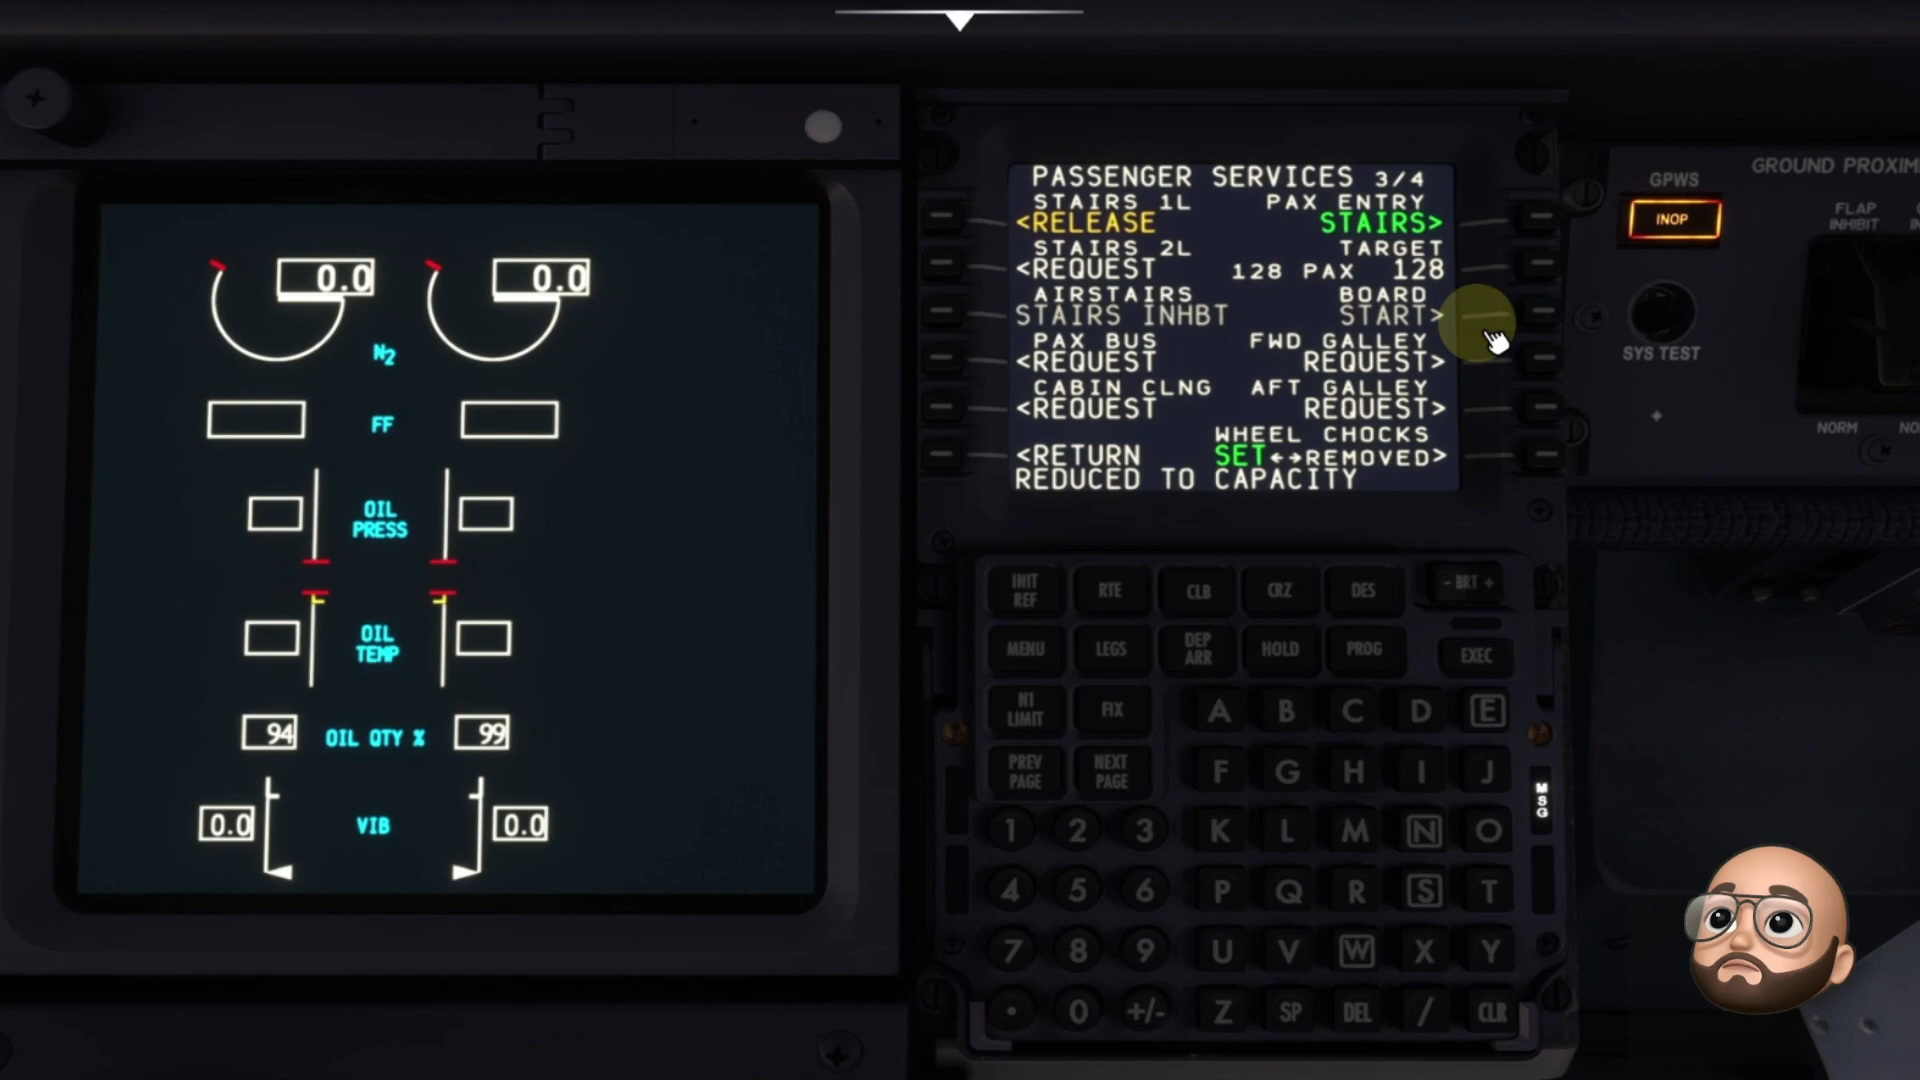 0.0 0.0
N2
FF
OIL
PRESS
OIL
TEMP
94 OIL QTY % 99
0.0 VIB 0.0
PASSENGER SERVICES 3/4
STAIRS 1L PAX ENTRY
<RELEASE STAIRS>
STAIRS 2L TARGET
<REQUEST 128 PAX 128
AIRSTAIRS BOARD
STAIRS INHBT START>
PAX BUS FWD GALLEY
<REQUEST REQUEST>
CABIN CLNG AFT GALLEY
<REQUEST REQUEST>
WHEEL CHOCKS
<RETURN SET↔REMOVED>
REDUCED TO CAPACITY
INIT
REF
RTE
CLB
CRZ
DES
- BRT +
MENU
LEGS
DEP
ARR
HOLD
PROG
EXEC
N1
LIMIT
FIX
A B C D E
PREV
PAGE
NEXT
PAGE
F G H I J
1 2 3 K L M N O
4 5 6 P Q R S T
7 8 9 U V W X Y
. 0 +/- Z SP DEL / CLR
MSG
GPWS
INOP
SYS TEST
GROUND
FLAP
INHIBIT
NORM